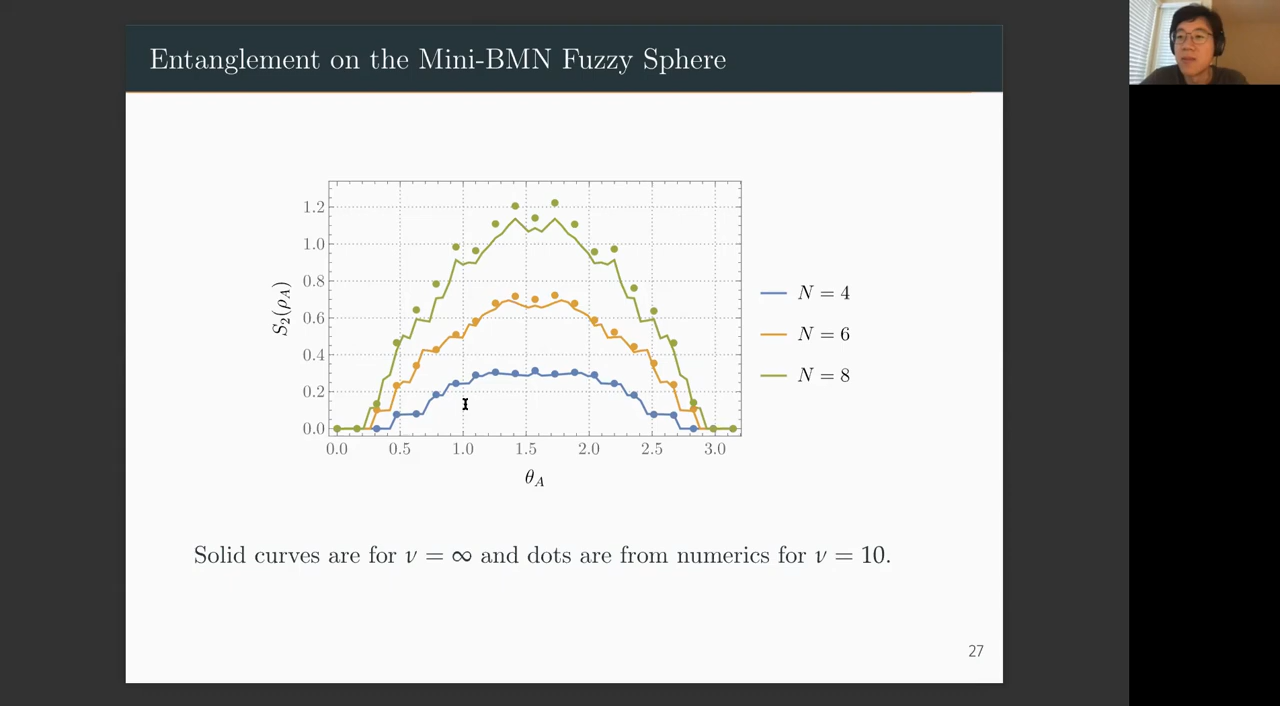 Entanglement on the Mini-BMN Fuzzy Sphere
1.2
1.0
0.8
0.6
0.4
0.2
0.0
S₂(ρ_A)
0.0 0.5 1.0 1.5 2.0 2.5 3.0
θ_A
N = 4
N = 6
N = 8
Solid curves are for ν = ∞ and dots are from numerics for ν = 10.
27